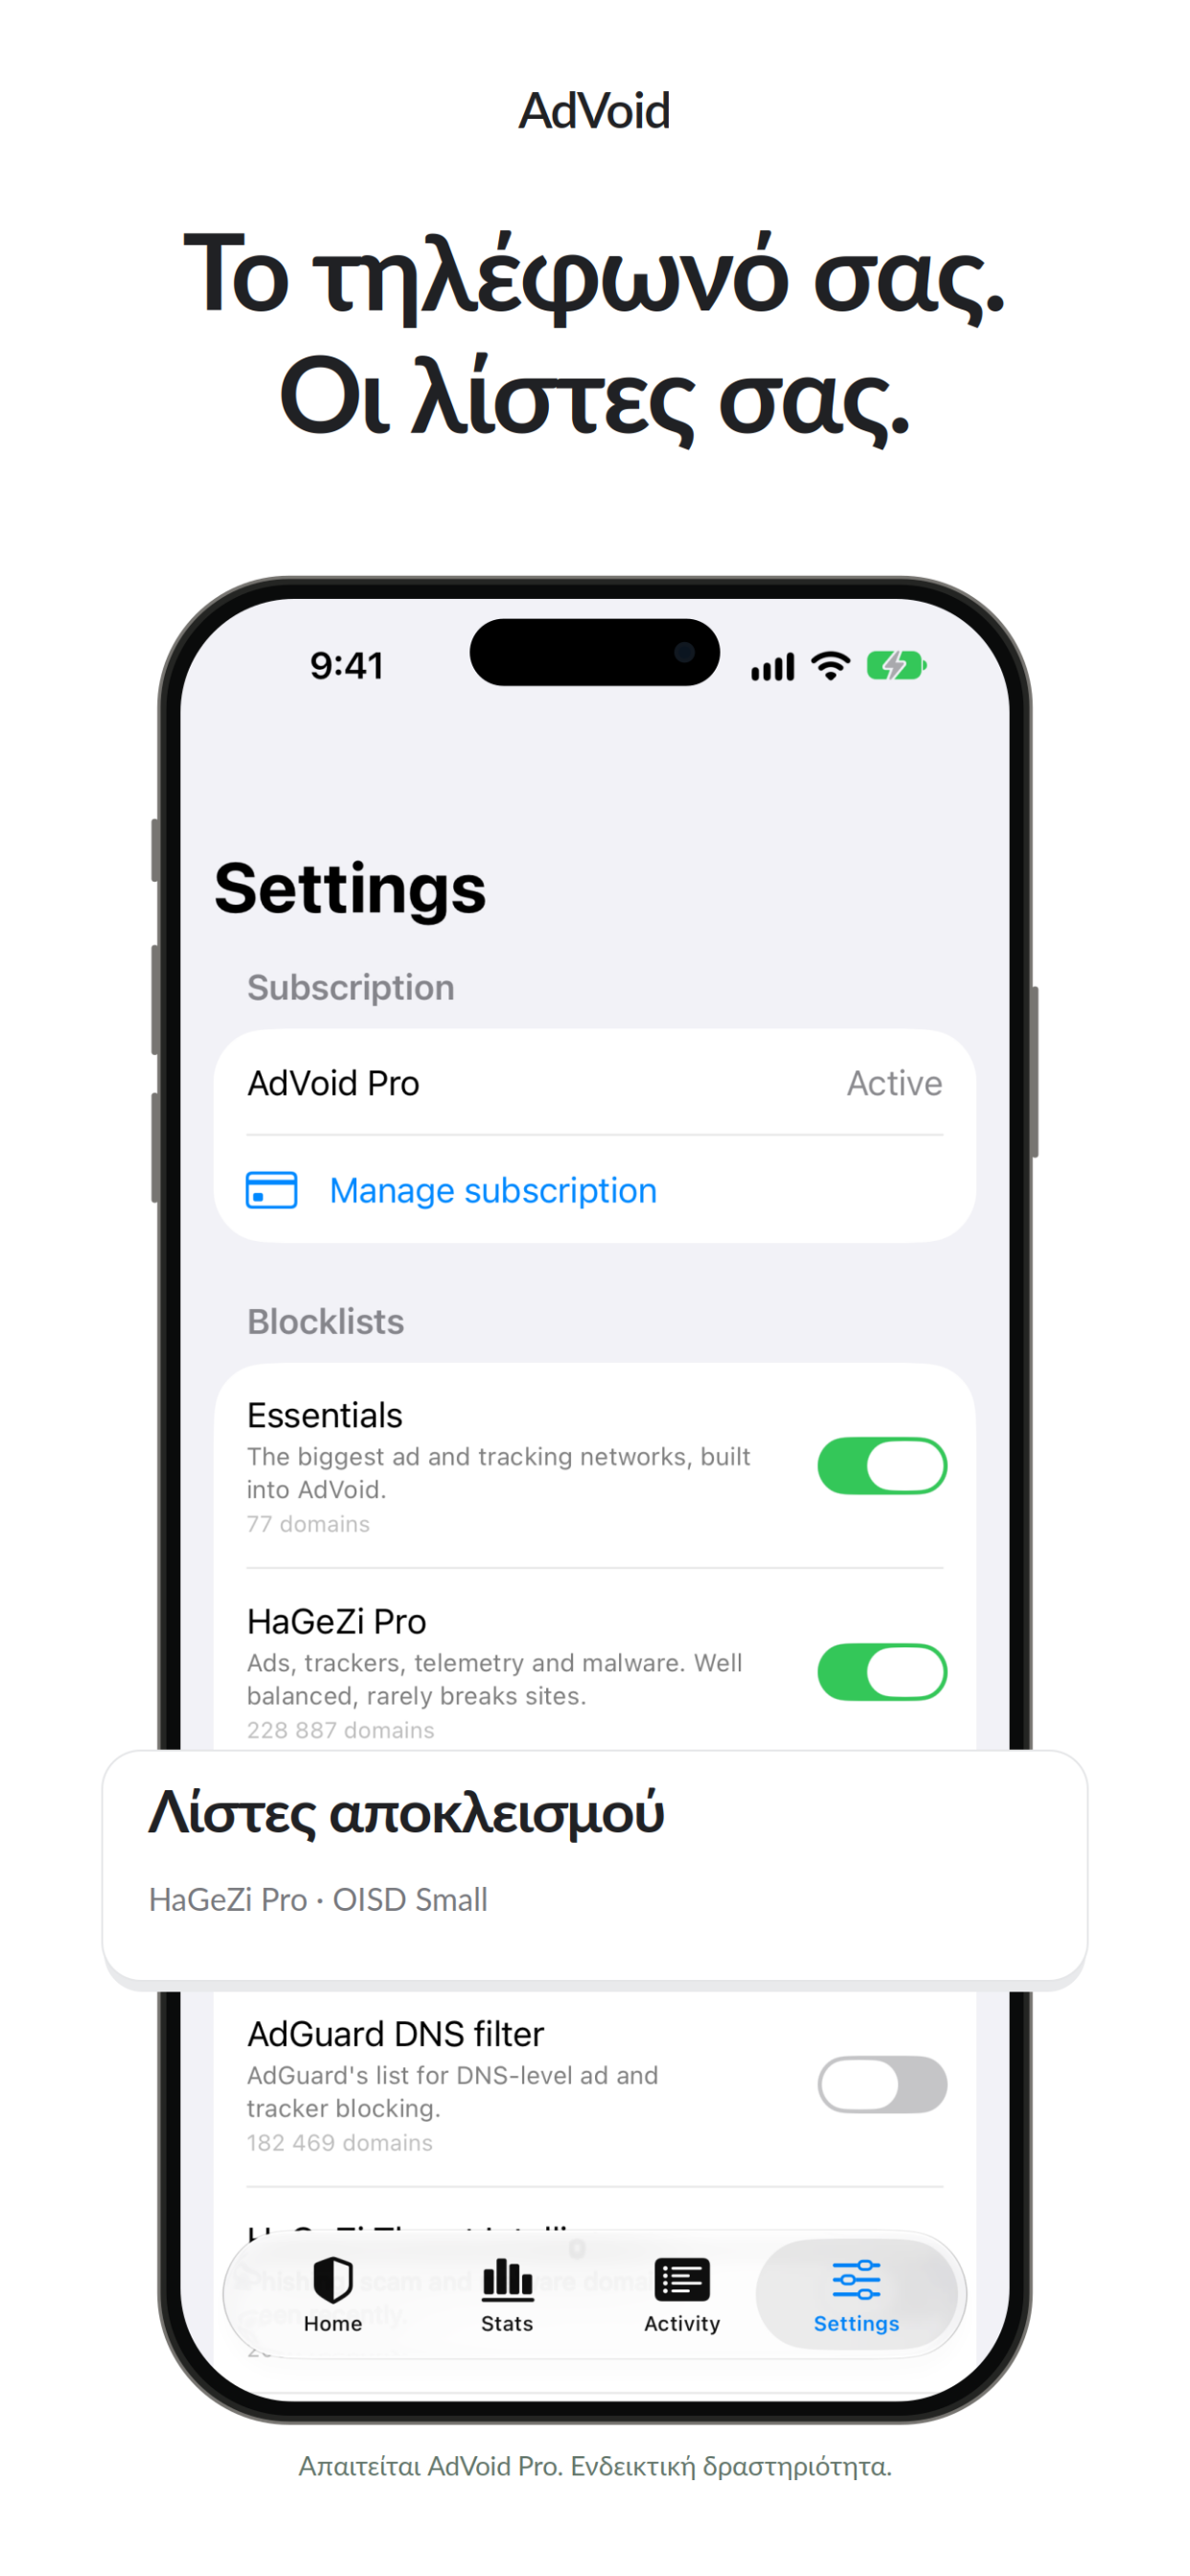 AdVoid
Το τηλέφωνό σας.
Οι λίστες σας.
9:41
Settings
Subscription
AdVoid Pro
Active
Manage subscription
Blocklists
Essentials
The biggest ad and tracking networks, built
into AdVoid.
77 domains
HaGeZi Pro
Ads, trackers, telemetry and malware. Well
balanced, rarely breaks sites.
228 887 domains
Λίστες αποκλεισμού
HaGeZi Pro · OISD Small
AdGuard DNS filter
AdGuard's list for DNS-level ad and
tracker blocking.
182 469 domains
Home
Stats
Activity
Settings
Απαιτείται AdVoid Pro. Ενδεικτική δραστηριότητα.